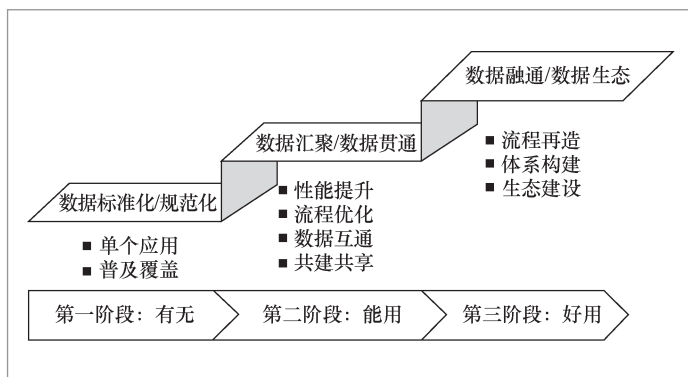 数据融通/数据生态
■ 流程再造
■ 体系构建
■ 生态建设
数据汇聚/数据贯通
■ 性能提升
■ 流程优化
■ 数据互通
■ 共建共享
数据标准化/规范化
■ 单个应用
■ 普及覆盖
第一阶段：有无
第二阶段：能用
第三阶段：好用